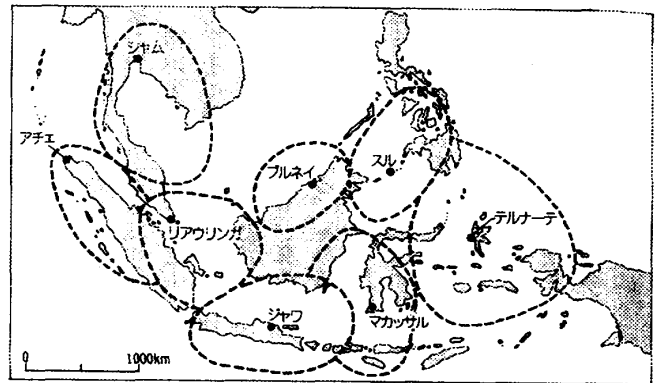 シャム
アチェ
ブルネイ
スル
テルナーテ
リアウリンガ
ジャワ
マカッサル
0
1000km